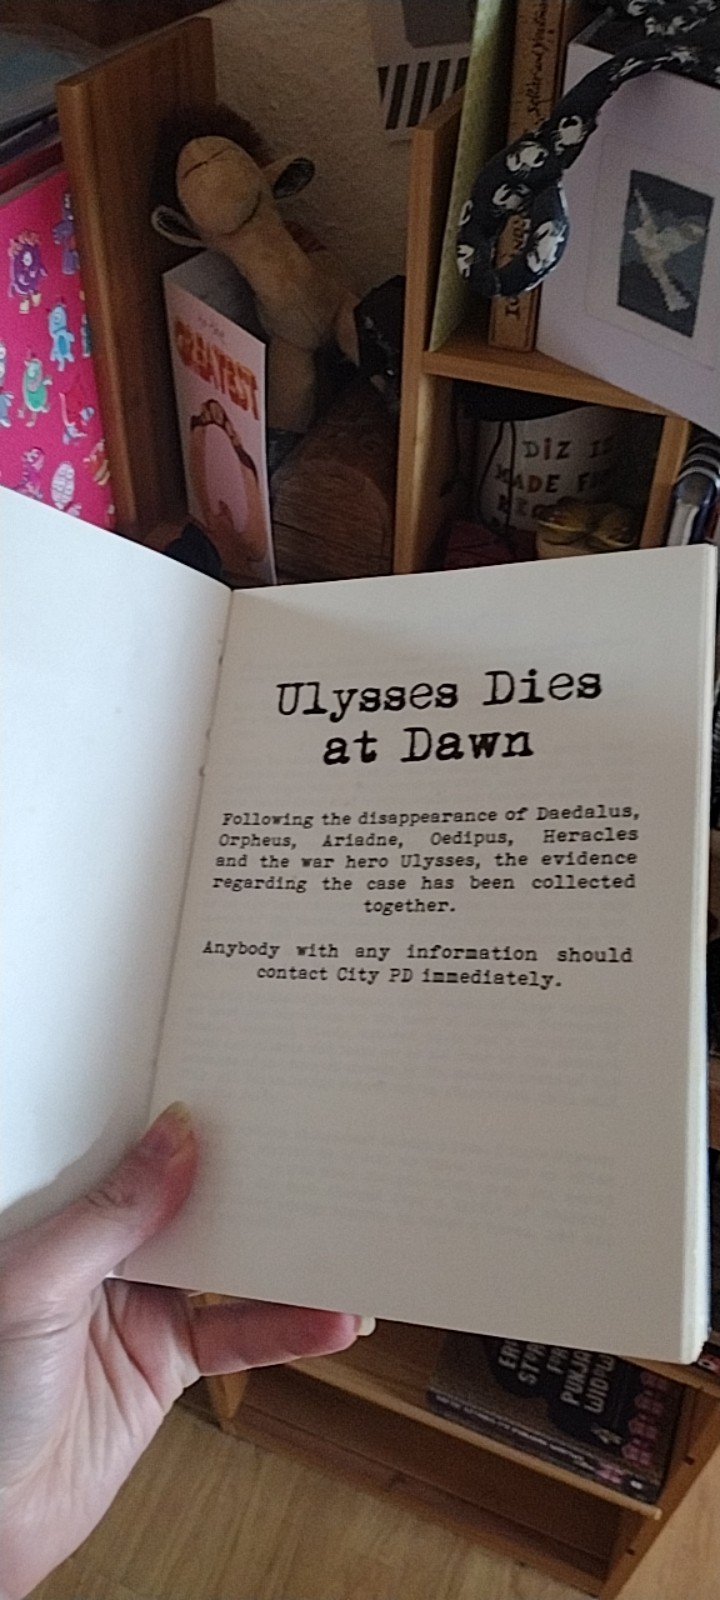 GREATEST
DIZ IS
MADE
Ulysses Dies
at Dawn
Following the disappearance of Daedalus,
Orpheus, Ariadne, Oedipus, Heracles
and the war hero Ulysses, the evidence
regarding the case has been collected
together.
Anybody with any information should
contact City PD immediately.